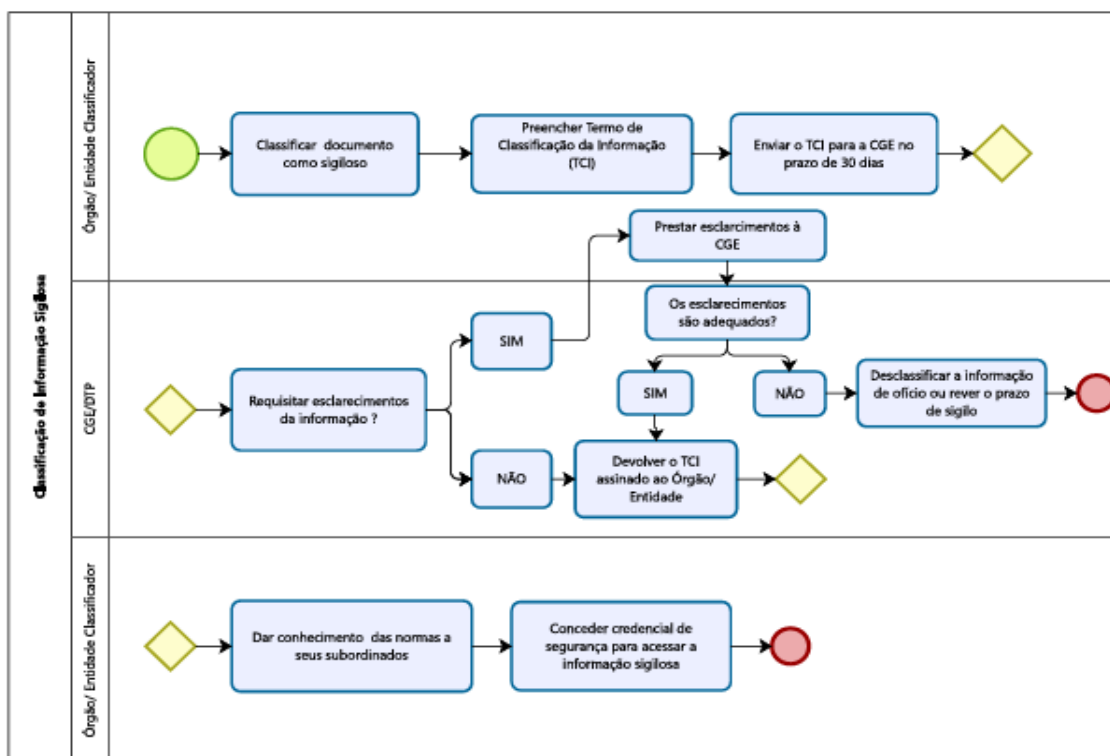 Classificação de Informação Sigilosa
Órgão/ Entidade Classificador
Classificar documento
como sigiloso
Preencher Termo de
Classificação da Informação
(TCI)
Enviar o TCI para a CGE no
prazo de 30 dias
Prestar esclarcimentos à
CGE
CGE/DTP
Requisitar esclarecimentos
da informação ?
SIM
NÃO
Os esclarecimentos
são adequados?
SIM
NÃO
Desclassificar a informação
de ofício ou rever o prazo
de sigilo
Devolver o TCI
assinado ao Órgão/
Entidade
Órgão/ Entidade Classificador
Dar conhecimento das normas a
seus subordinados
Conceder credencial de
segurança para acessar a
informação sigilosa